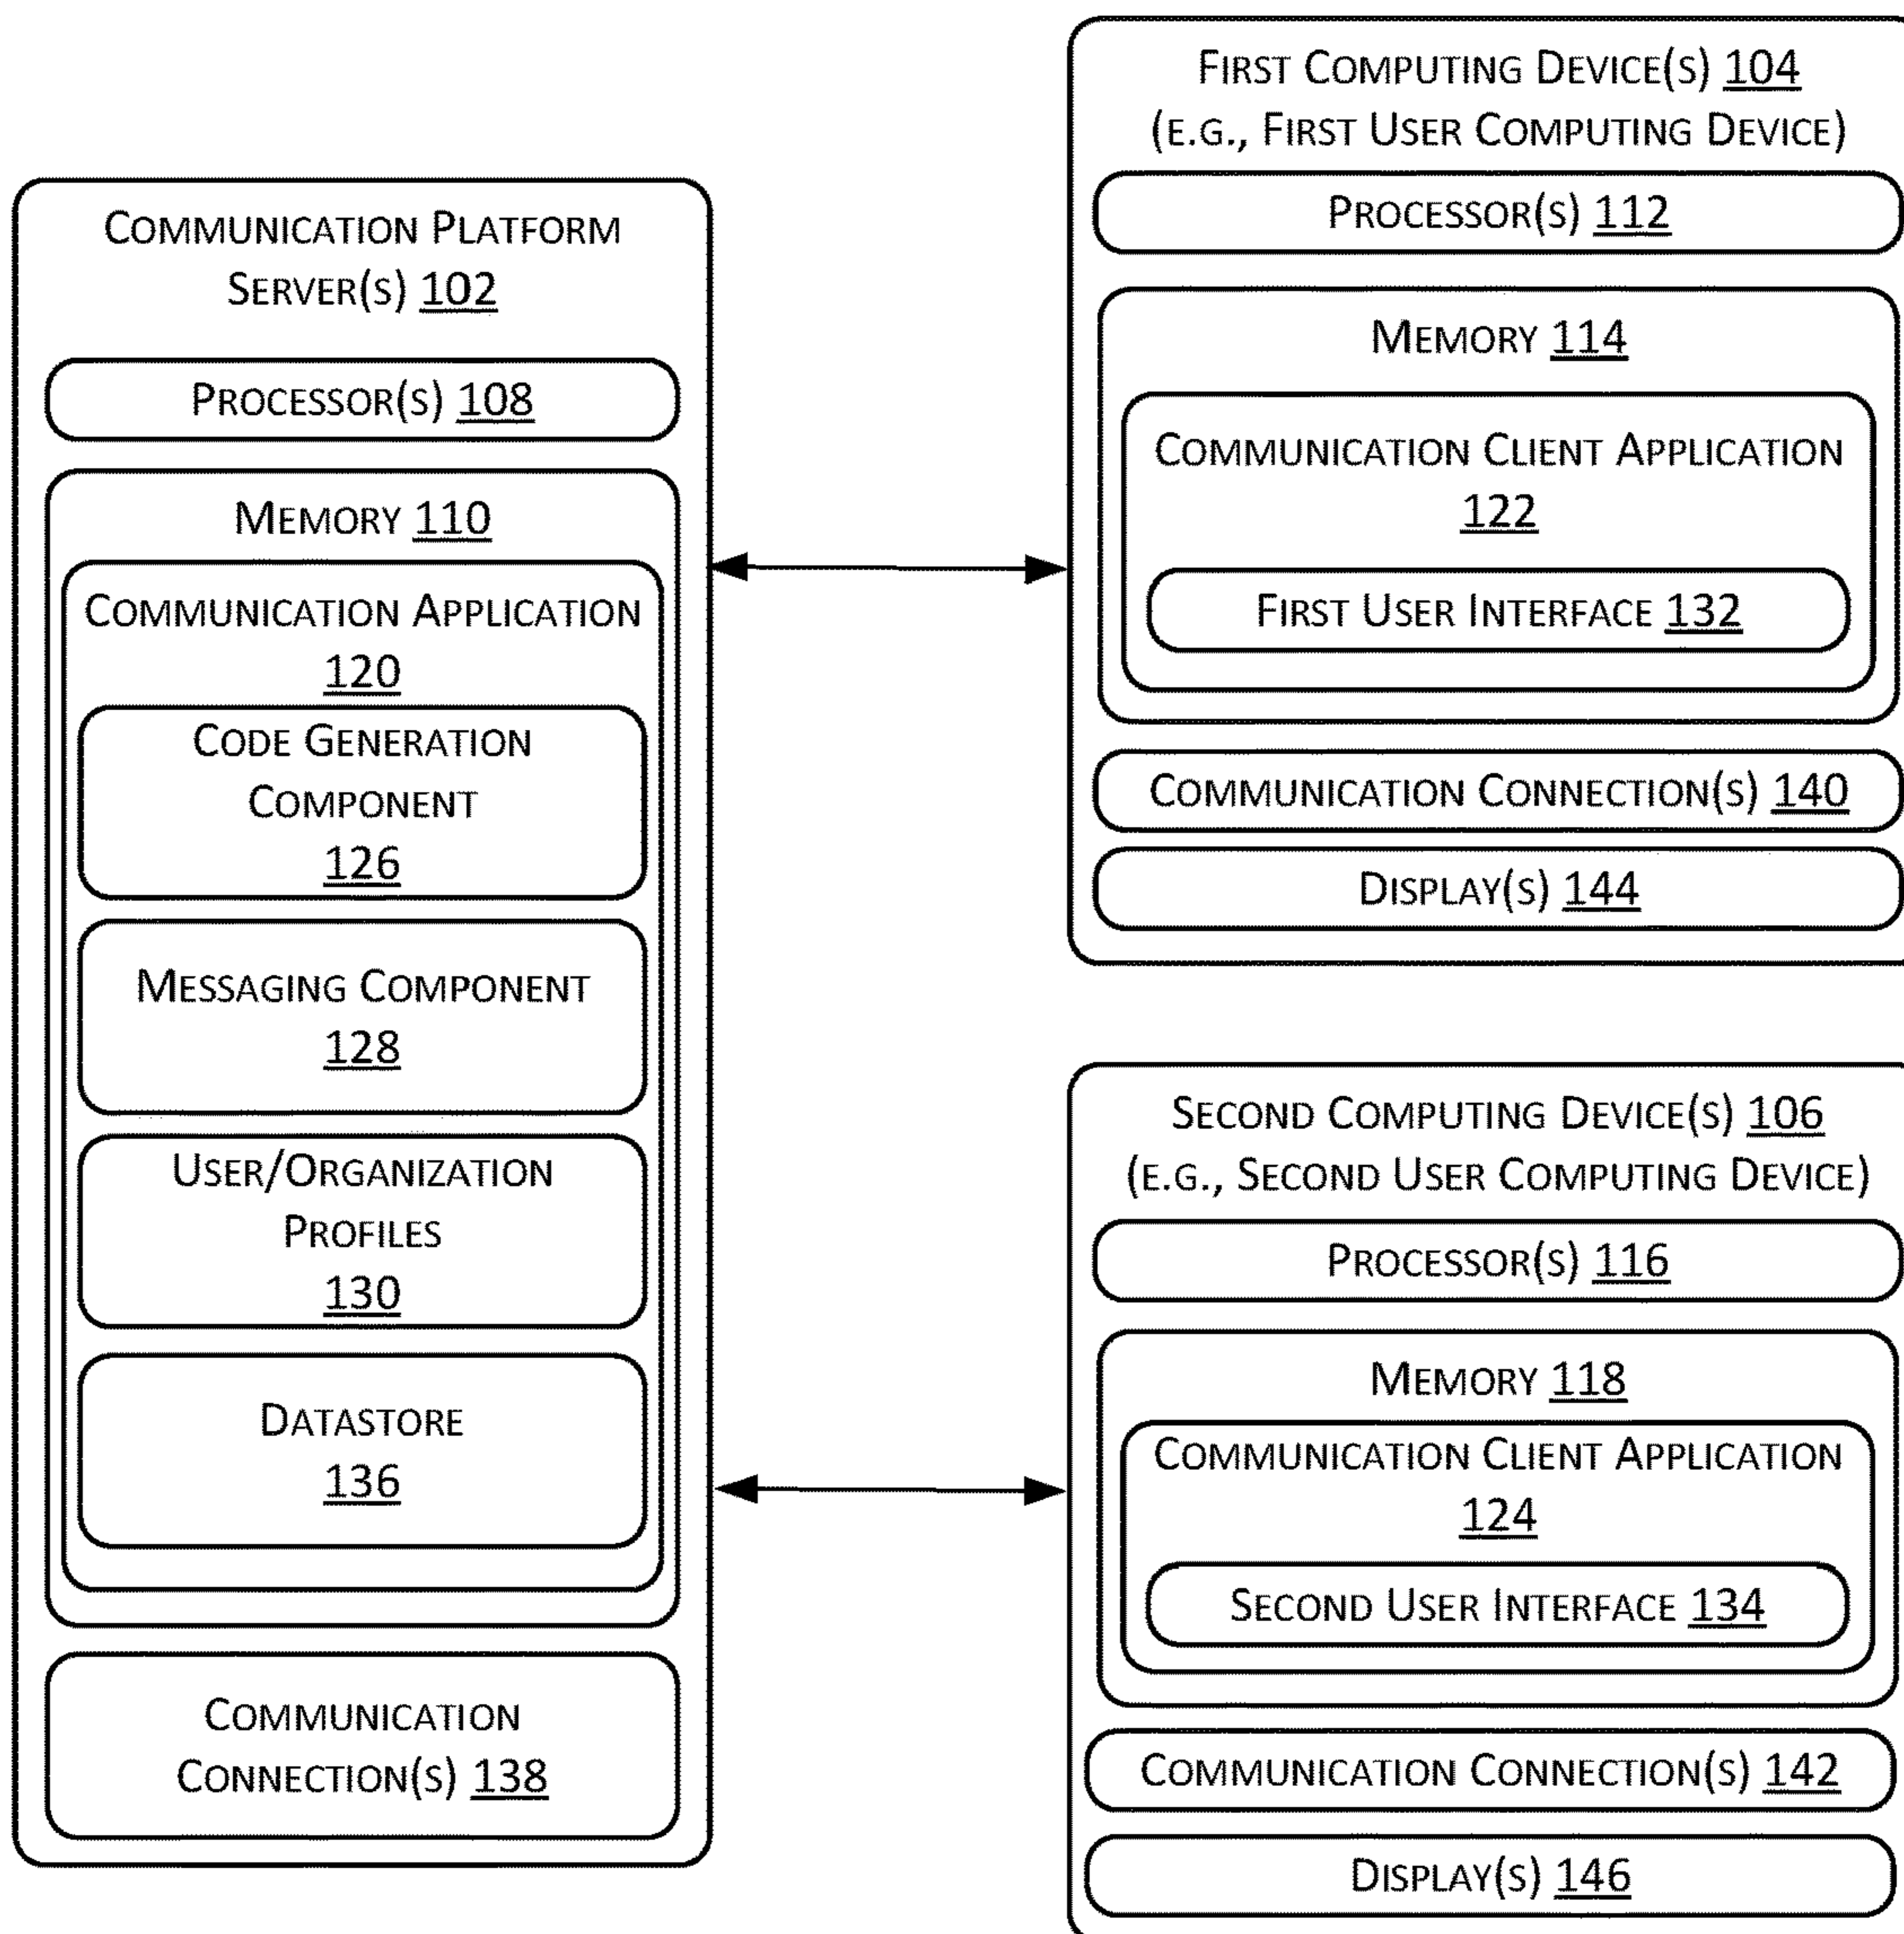 COMMUNICATION PLATFORM
SERVER(S) 102
PROCESSOR(S) 108
MEMORY 110
COMMUNICATION APPLICATION
120
CODE GENERATION
COMPONENT
126
MESSAGING COMPONENT
128
USER/ORGANIZATION
PROFILES
130
DATASTORE
136
COMMUNICATION
CONNECTION(S) 138
FIRST COMPUTING DEVICE(S) 104
(E.G., FIRST USER COMPUTING DEVICE)
PROCESSOR(S) 112
MEMORY 114
COMMUNICATION CLIENT APPLICATION
122
FIRST USER INTERFACE 132
COMMUNICATION CONNECTION(S) 140
DISPLAY(S) 144
SECOND COMPUTING DEVICE(S) 106
(E.G., SECOND USER COMPUTING DEVICE)
PROCESSOR(S) 116
MEMORY 118
COMMUNICATION CLIENT APPLICATION
124
SECOND USER INTERFACE 134
COMMUNICATION CONNECTION(S) 142
DISPLAY(S) 146